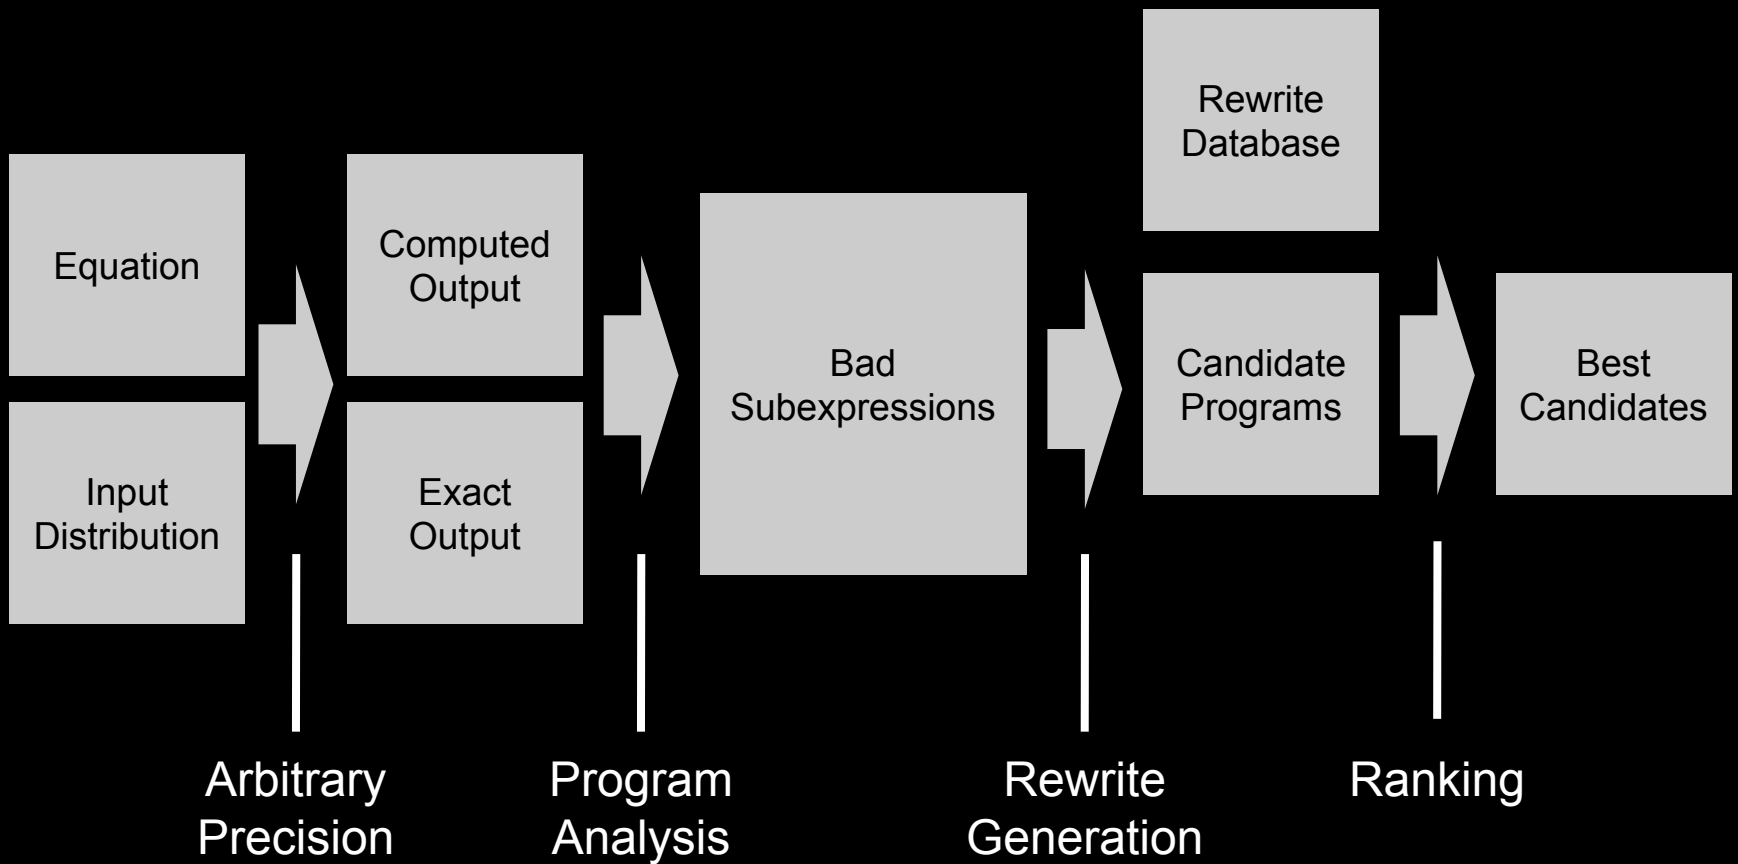 Equation
Input
Distribution
Computed
Output
Exact
Output
Bad
Subexpressions
Rewrite
Database
Candidate
Programs
Best
Candidates
Arbitrary
Precision
Program
Analysis
Rewrite
Generation
Ranking